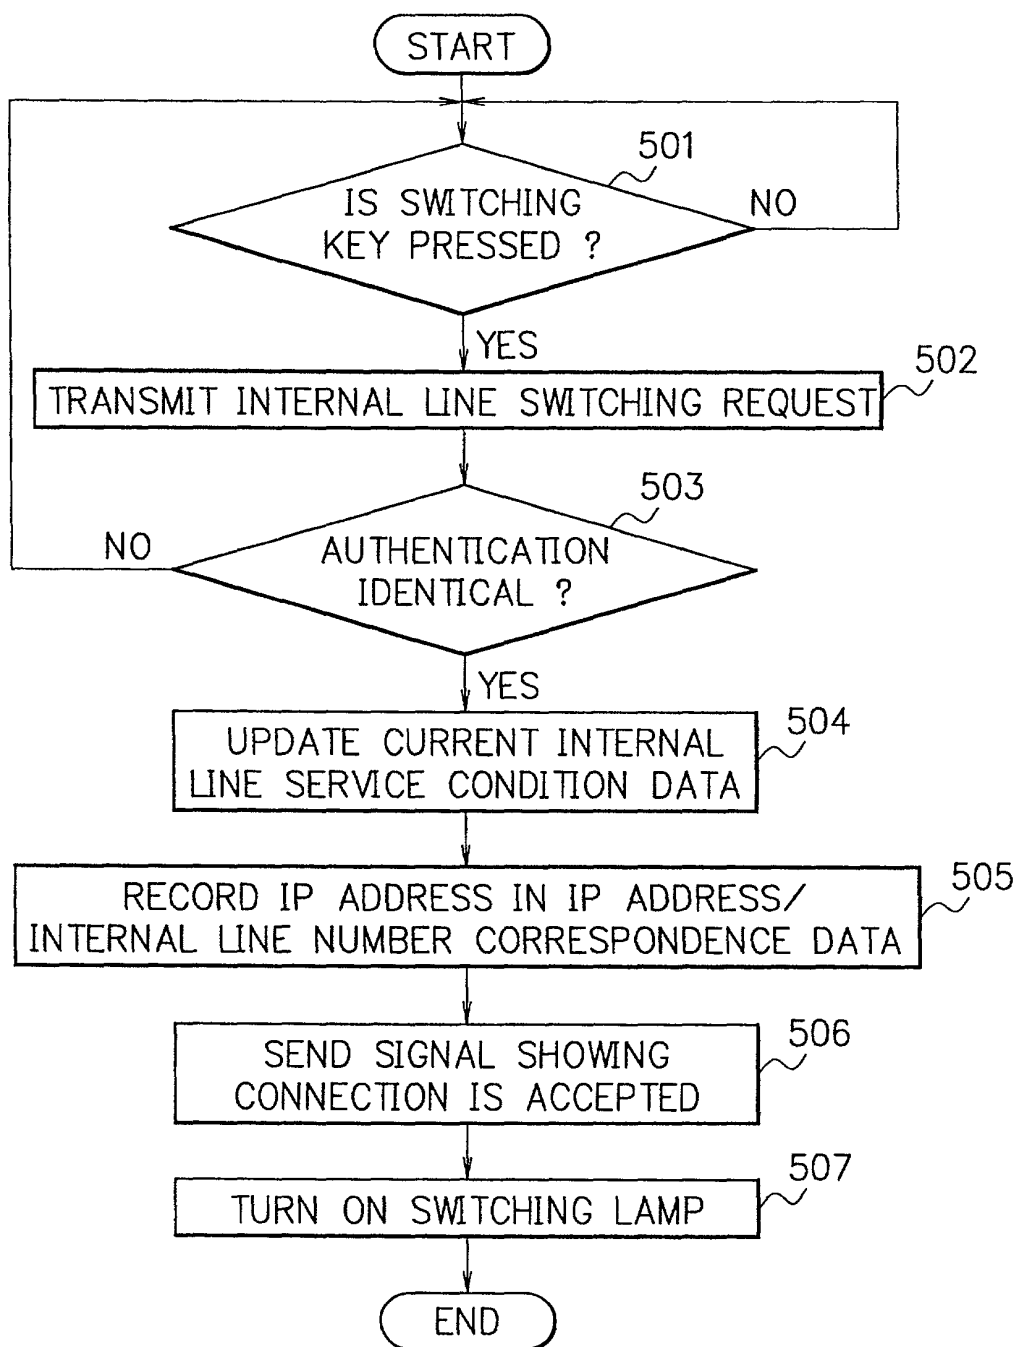 START
501
IS SWITCHING
KEY PRESSED ?
NO
YES
502
TRANSMIT INTERNAL LINE SWITCHING REQUEST
503
NO
AUTHENTICATION
IDENTICAL ?
YES
504
UPDATE CURRENT INTERNAL
LINE SERVICE CONDITION DATA
505
RECORD IP ADDRESS IN IP ADDRESS/
INTERNAL LINE NUMBER CORRESPONDENCE DATA
506
SEND SIGNAL SHOWING
CONNECTION IS ACCEPTED
507
TURN ON SWITCHING LAMP
END